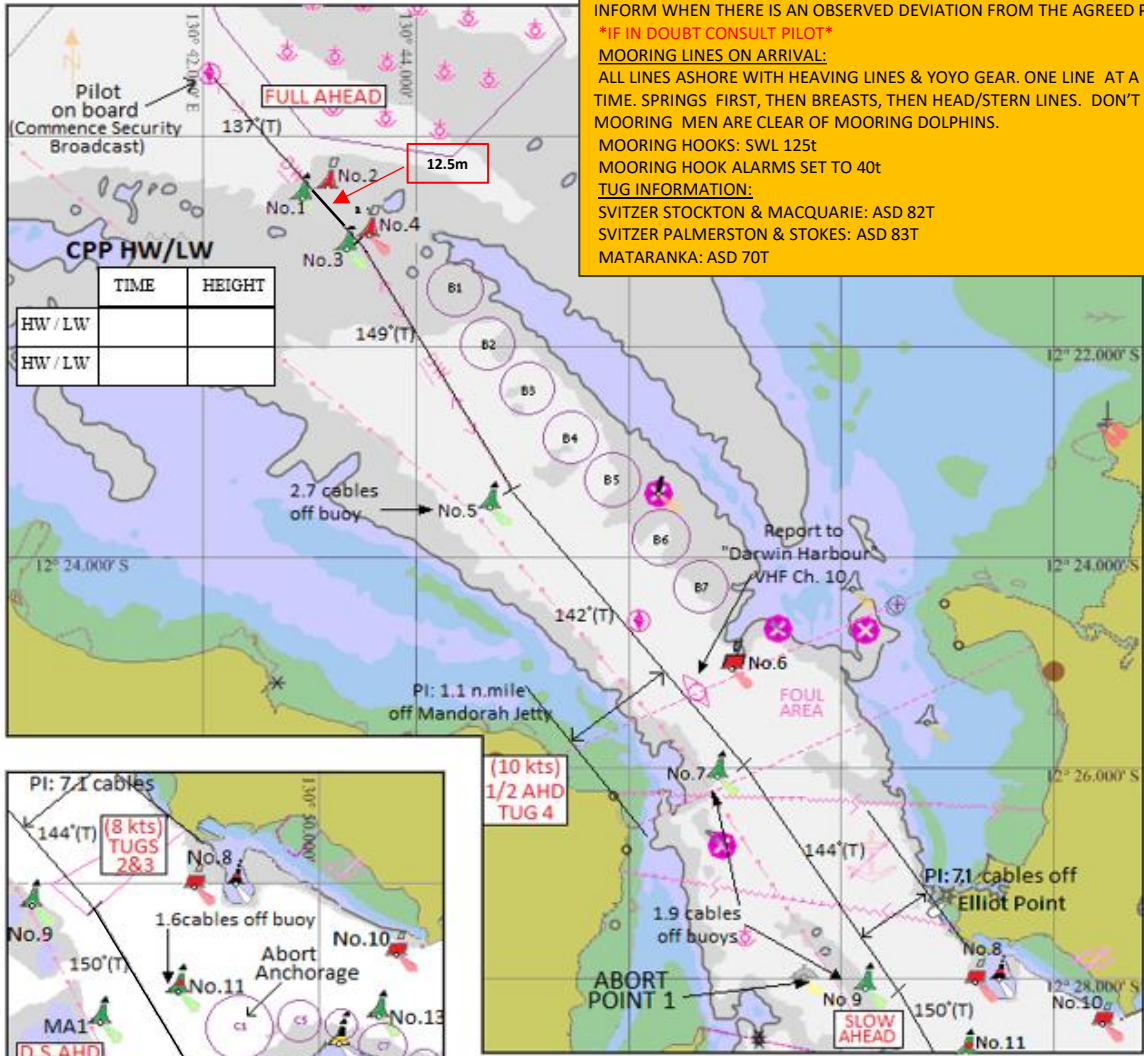 INFORM WHEN THERE IS AN OBSERVED DEVIATION FROM THE AGREED
*IF IN DOUBT CONSULT PILOT*
MOORING LINES ON ARRIVAL:
ALL LINES ASHORE WITH HEAVING LINES & YOYO GEAR. ONE LINE AT A
TIME. SPRINGS FIRST, THEN BREASTS, THEN HEAD/STERN LINES. DON'T
MOORING MEN ARE CLEAR OF MOORING DOLPHINS.
MOORING HOOKS: SWL 125t
MOORING HOOK ALARMS SET TO 40t
TUG INFORMATION:
SVITZER STOCKTON & MACQUARIE: ASD 82T
SVITZER PALMERSTON & STOKES: ASD 83T
MATARANKA: ASD 70T
130° 42.000' E
130° 44.000'
N
Pilot
on board
(Commence Security
Broadcast)
FULL AHEAD
137°(T)
12.5m
No.2
No.1
No.4
No.3
CPP HW/LW
TIME HEIGHT
HW / LW
HW / LW
B1
149°(T)
B2
12° 22.000' S
B3
B4
B5
2.7 cables
off buoy
No.5
B6
Report to
"Darwin Harbour"
VHF Ch. 10
12° 24.000' S
12° 24.000' S
B7
142°(T)
No.6
PI: 1.1 n.mile
off Mandorah Jetty
FOUL
AREA
(10 kts)
1/2 AHD
TUG 4
No.7
12° 26.000' S
144°(T)
PI:7.1 cables off
Elliot Point
1.9 cables
off buoys
No.8
ABORT
POINT 1
No 9
12° 28.000' S
SLOW
AHEAD
150°(T)
No.10
No.11
PI: 7.1 cables
130° 50.000'
144°(T)
(8 kts)
TUGS
2&3
No.8
No.9
1.6cables off buoy
No.10
150°(T)
Abort
Anchorage
No.11
MA1
C1
C5
C7
No.13
D.S AHD